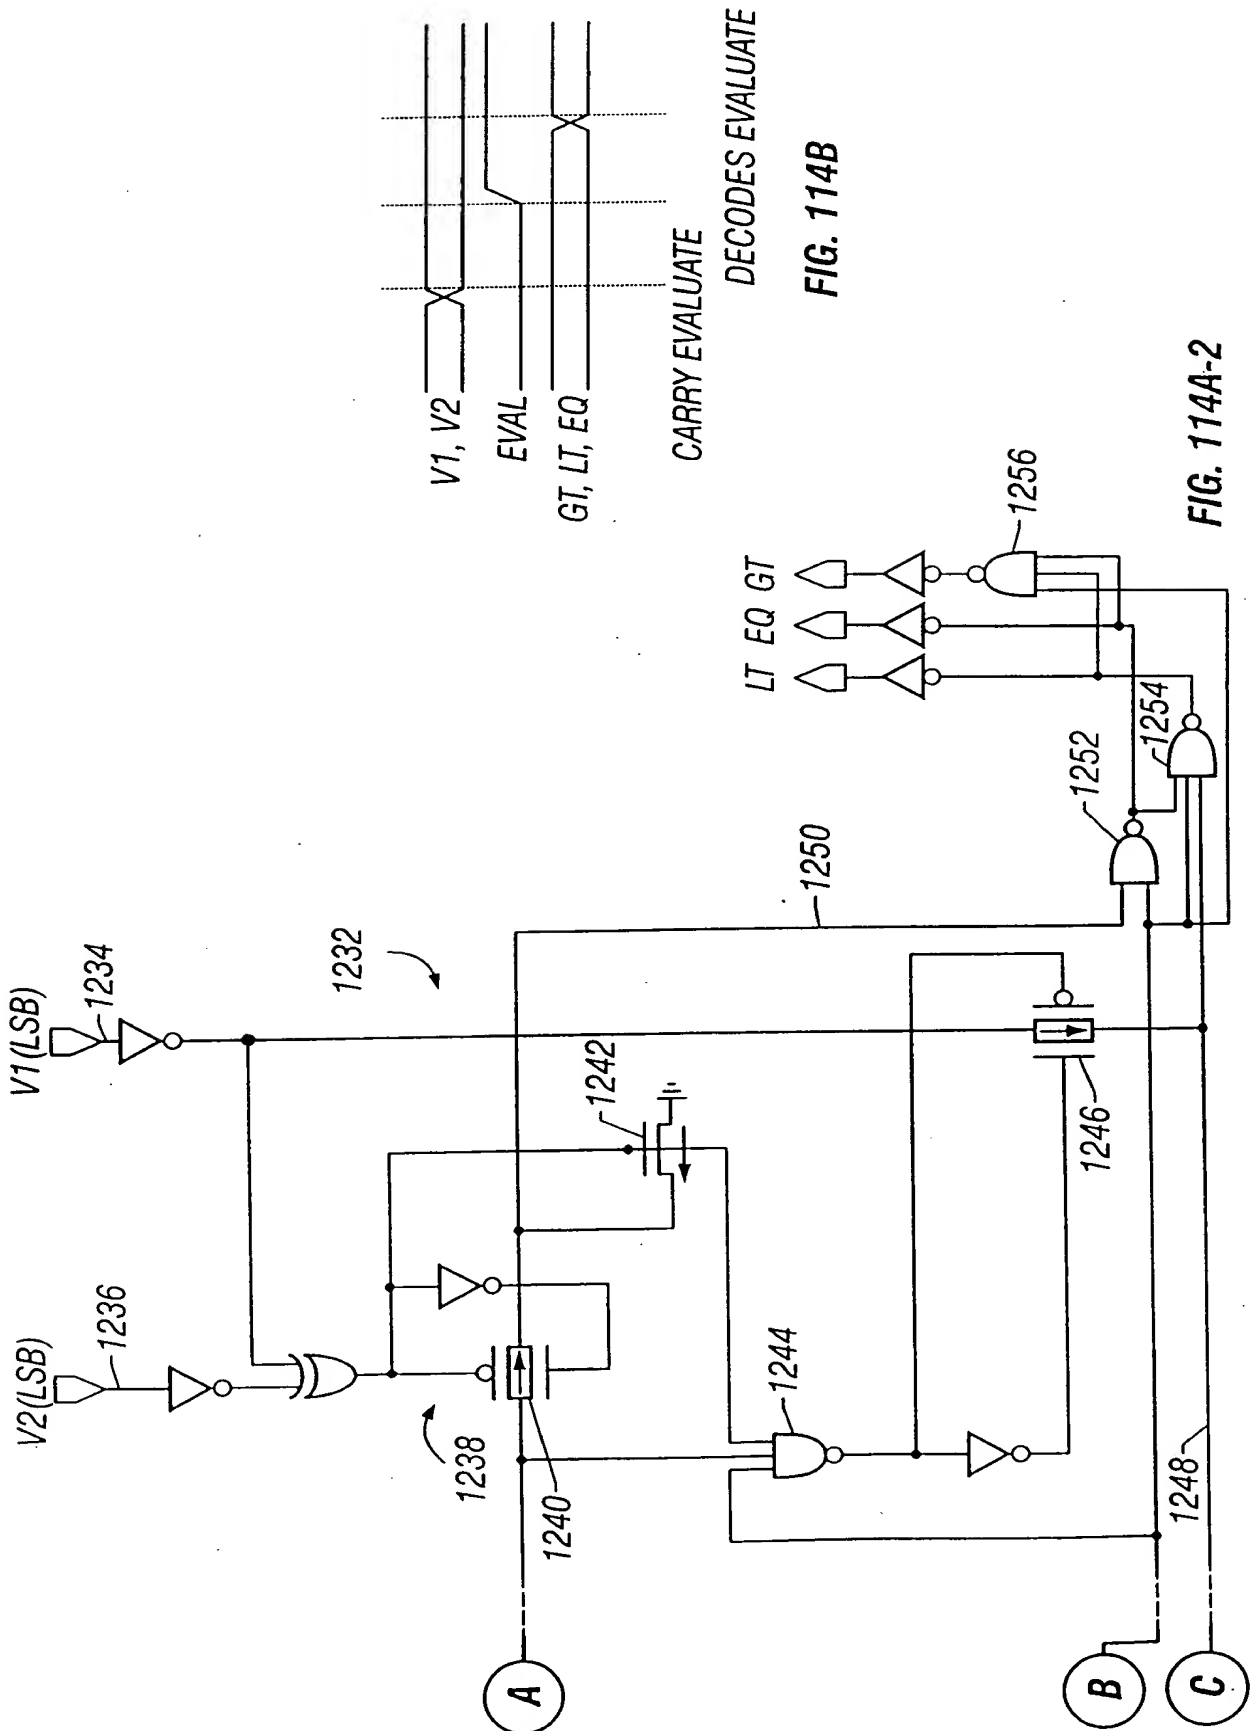 V1, V2
EVAL
GT, LT, EQ
CARRY EVALUATE
DECODES EVALUATE
FIG. 114B
V1(LSB)
1234
V2(LSB)
1236
1232
1238
1240
1242
1244
1246
1248
1250
1252
1254
1256
LT EQ GT
A
B
C
FIG. 114A-2